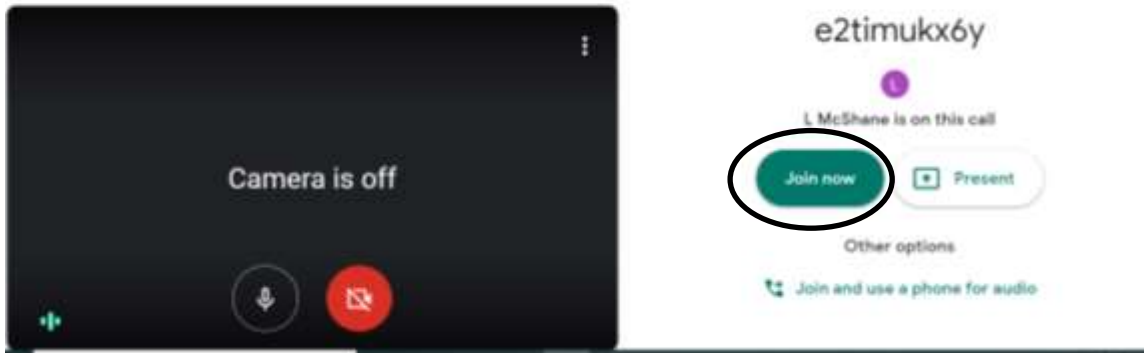 Camera is off
e2timukx6y
L
L McShane is on this call
Join now
Present
Other options
Join and use a phone for audio